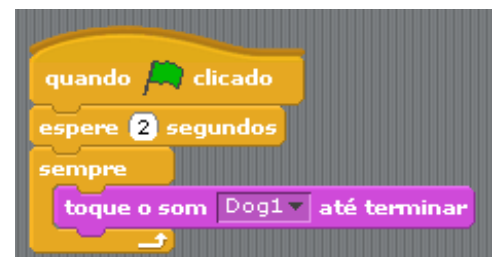 quando clicado
espere 2 segundos
sempre
toque o som Dog1 até terminar